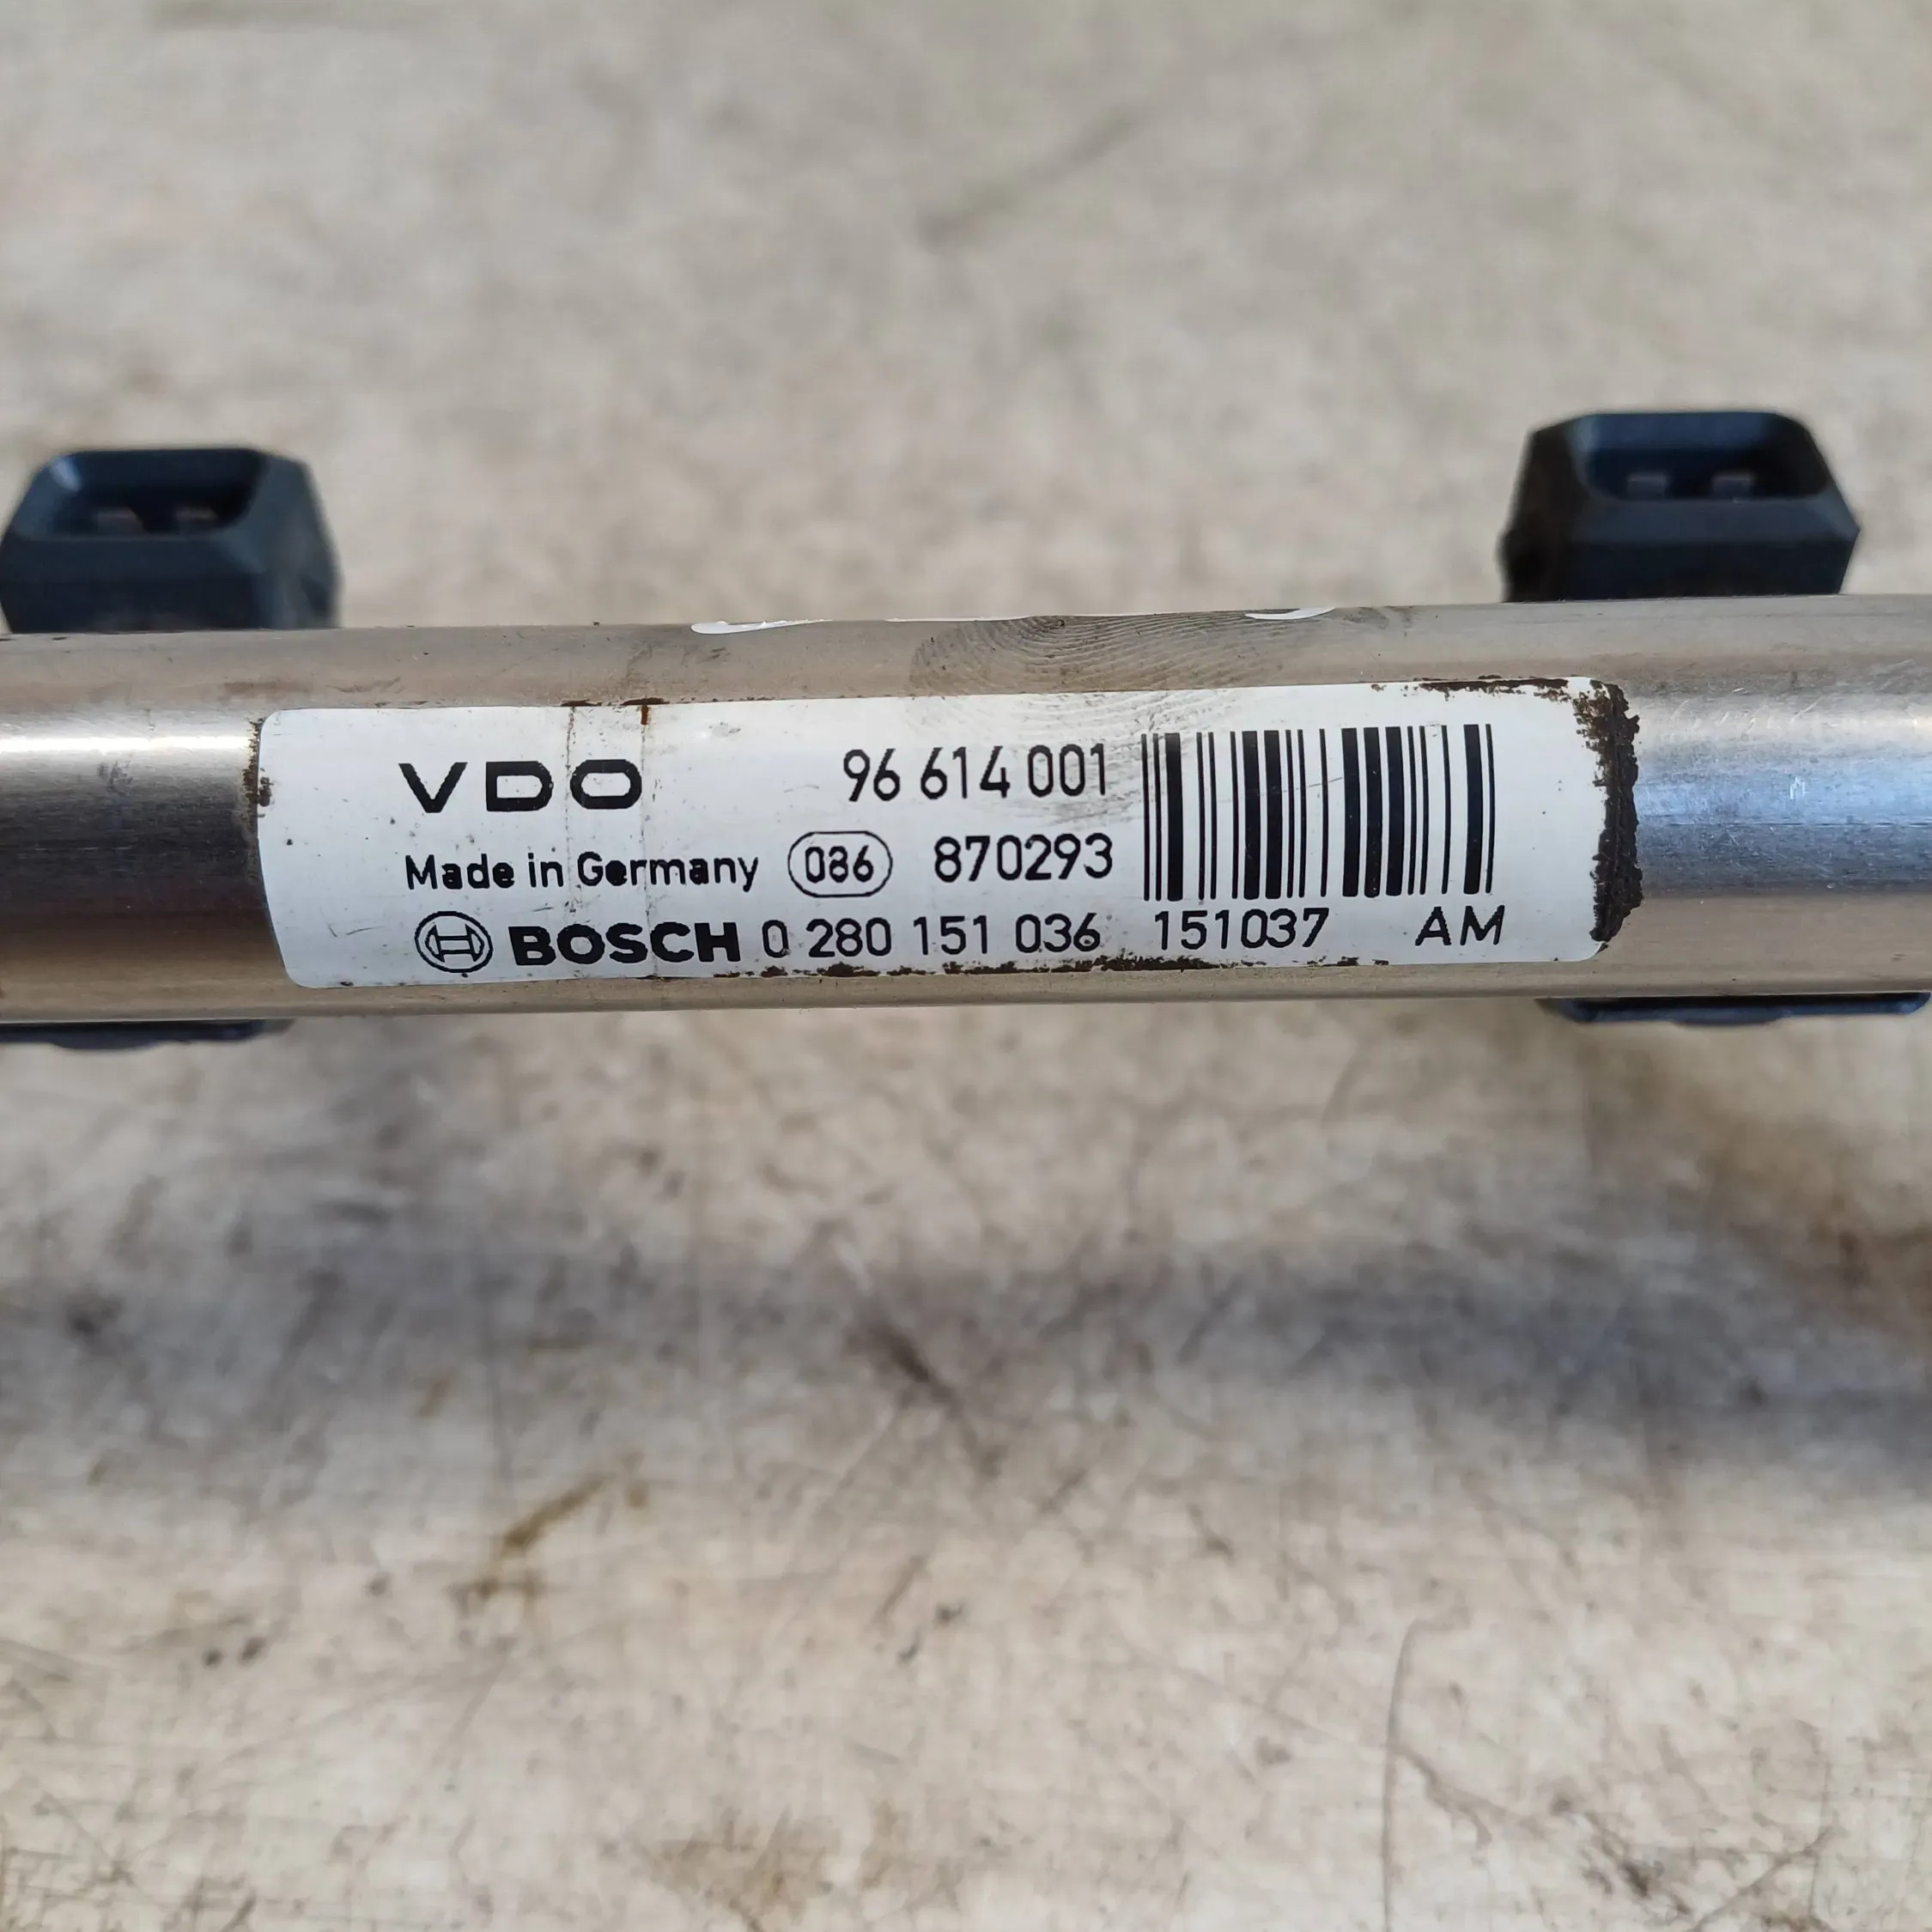 VDO 96 614 001
Made in Germany 086 870293
BOSCH 0 280 151 036 151037 AM